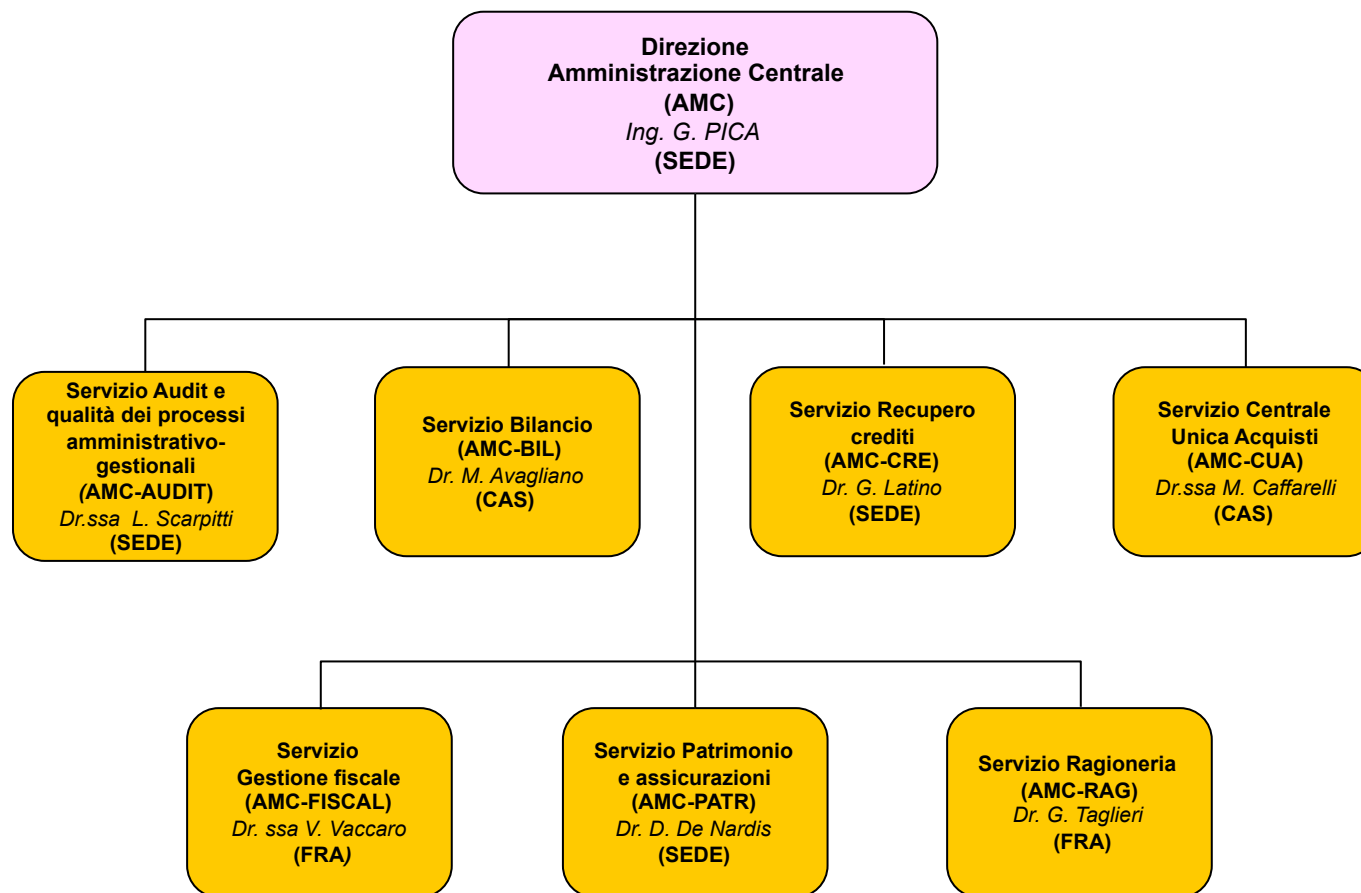 Direzione
Amministrazione Centrale
(AMC)
Ing. G. PICA
(SEDE)
Servizio Audit e
qualità dei processi
amministrativo-
gestionali
(AMC-AUDIT)
Dr.ssa L. Scarpitti
(SEDE)
Servizio Bilancio
(AMC-BIL)
Dr. M. Avagliano
(CAS)
Servizio Recupero
crediti
(AMC-CRE)
Dr. G. Latino
(SEDE)
Servizio Centrale
Unica Acquisti
(AMC-CUA)
Dr.ssa M. Caffarelli
(CAS)
Servizio
Gestione fiscale
(AMC-FISCAL)
Dr. ssa V. Vaccaro
(FRA)
Servizio Patrimonio
e assicurazioni
(AMC-PATR)
Dr. D. De Nardis
(SEDE)
Servizio Ragioneria
(AMC-RAG)
Dr. G. Taglieri
(FRA)